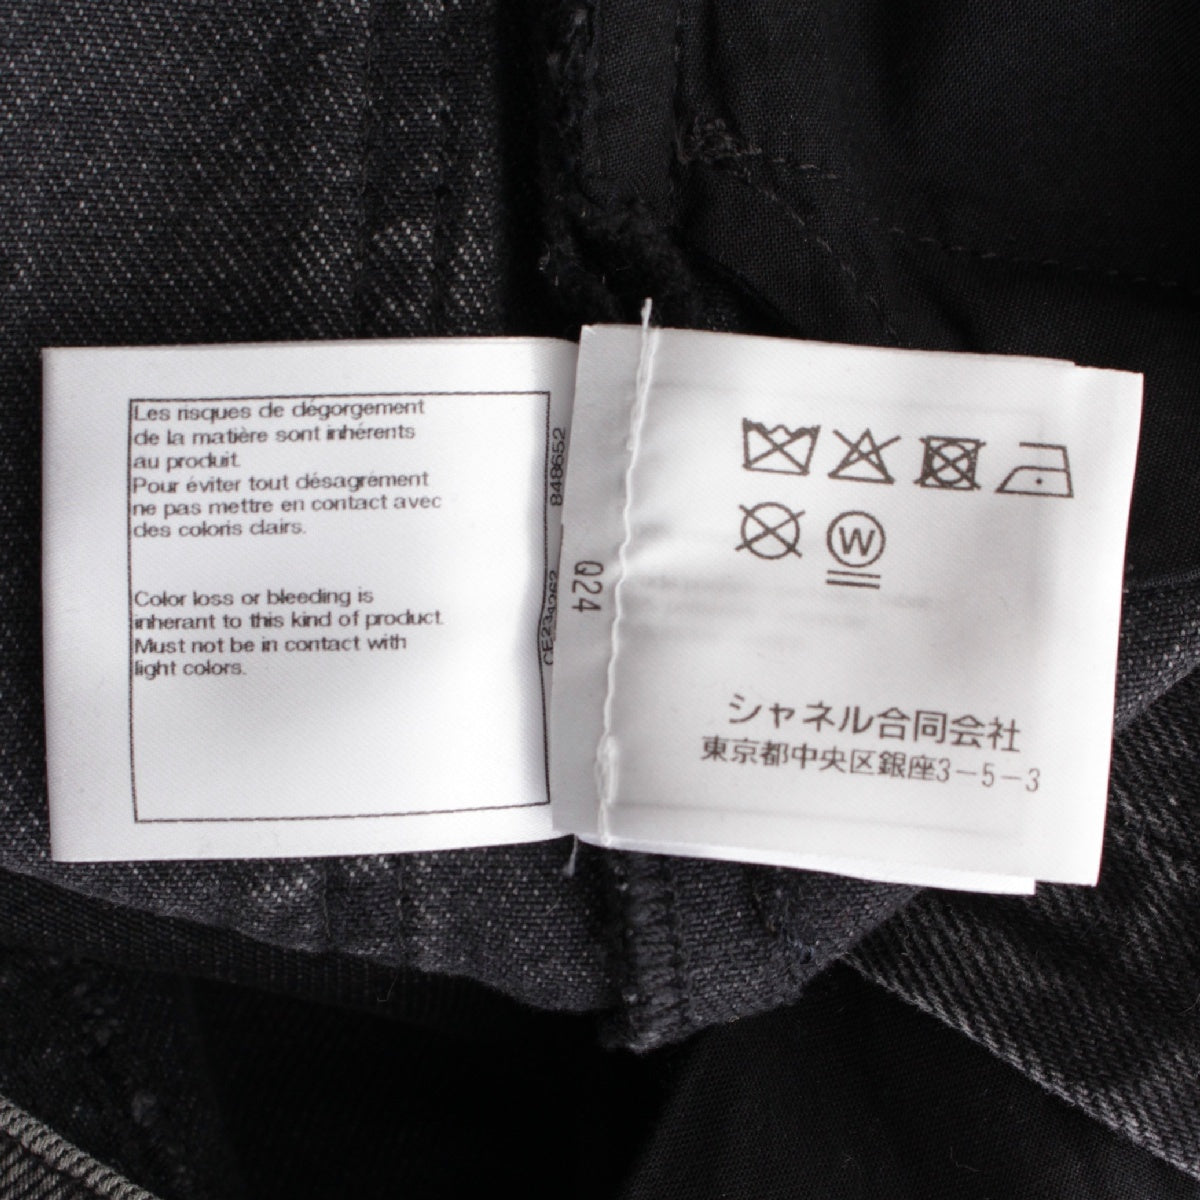 Les risques de dégorgement
de la matière sont inhérents
au produit.
Pour éviter tout désagrément
ne pas mettre en contact avec
des coloris clairs.
Color loss or bleeding is
inherant to this kind of product.
Must not be in contact with
light colors.
848652
CE234262
Q24
W
シャネル合同会社
東京都中央区銀座3-5-3